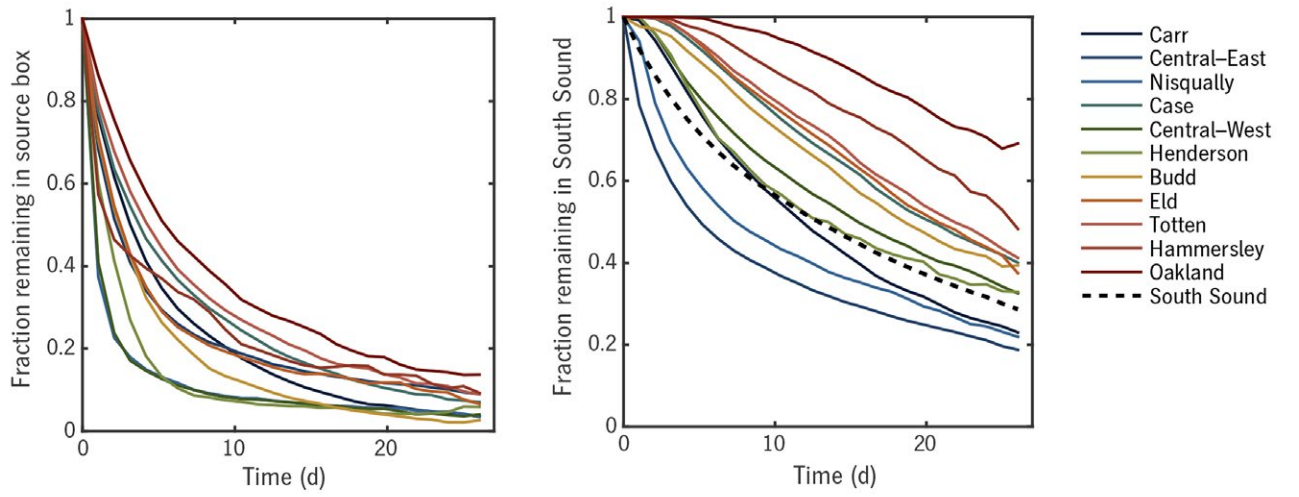 Fraction remaining in source box
1
0.8
0.6
0.4
0.2
0
0
10
20
Time (d)
Fraction remaining in South Sound
1
0.8
0.6
0.4
0.2
0
0
10
20
Time (d)
Carr
Central–East
Nisqually
Case
Central–West
Henderson
Budd
Eld
Totten
Hammersley
Oakland
South Sound